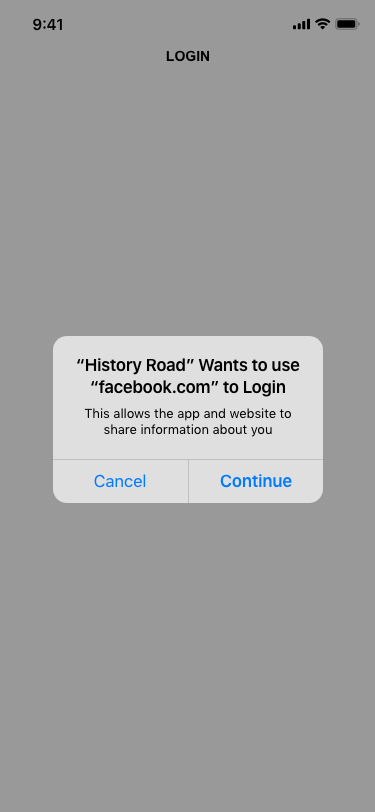 9:41
LOGIN
“History Road” Wants to use
“facebook.com” to Login
This allows the app and website to
share information about you
Cancel
Continue